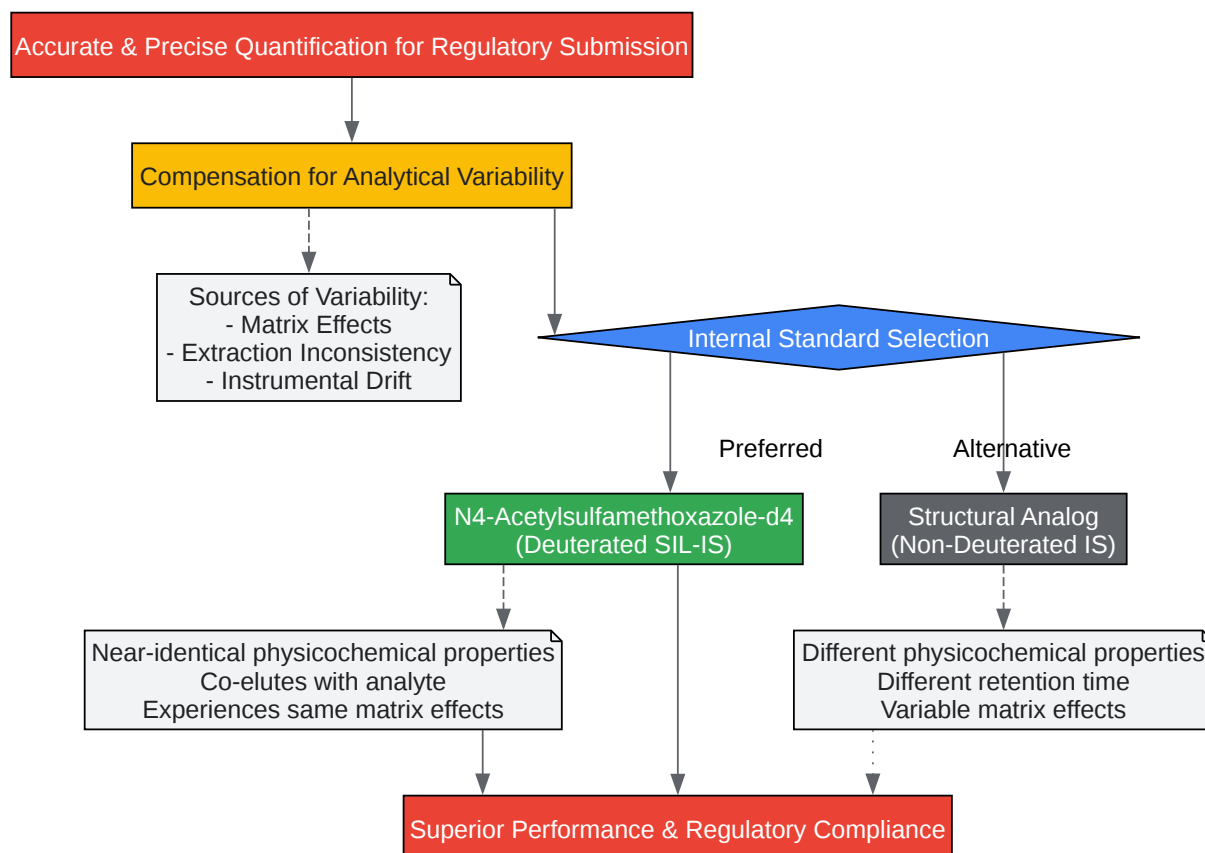 Accurate & Precise Quantification for Regulatory Submission
Compensation for Analytical Variability
Sources of Variability:
- Matrix Effects
- Extraction Inconsistency
- Instrumental Drift
Internal Standard Selection
Preferred
Alternative
N4-Acetylsulfamethoxazole-d4
(Deuterated SIL-IS)
Structural Analog
(Non-Deuterated IS)
Near-identical physicochemical properties
Co-elutes with analyte
Experiences same matrix effects
Different physicochemical properties
Different retention time
Variable matrix effects
Superior Performance & Regulatory Compliance